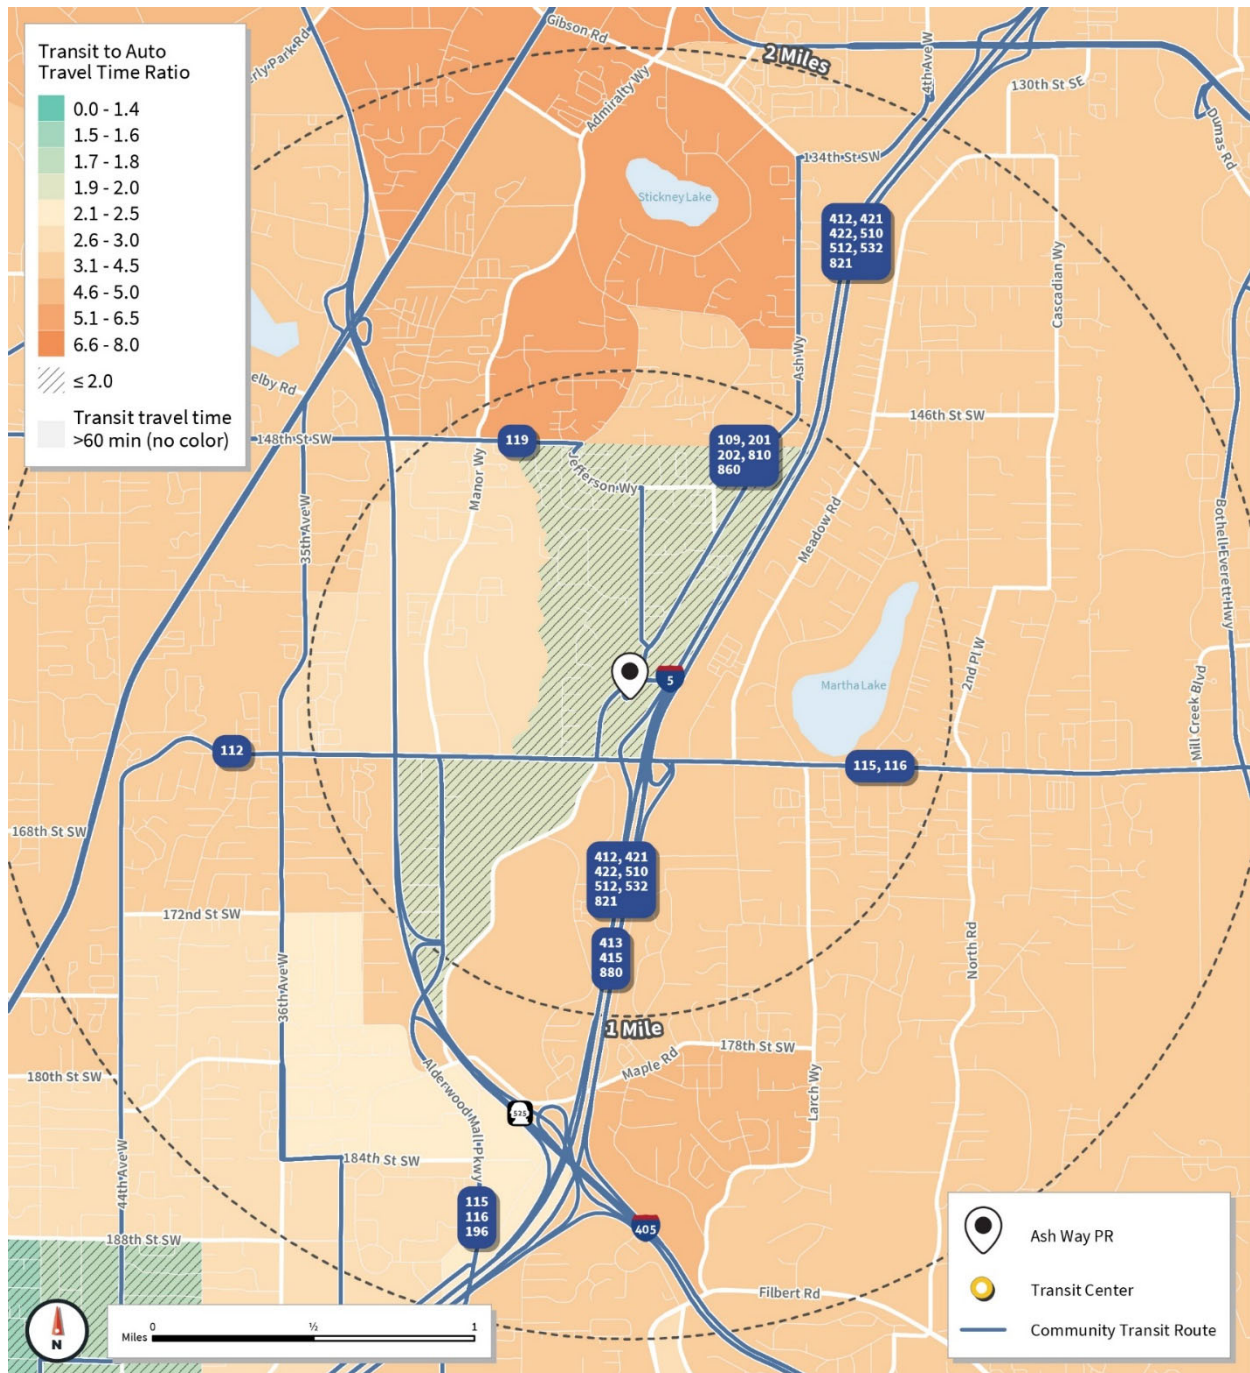 Transit to Auto
Travel Time Ratio
0.0 - 1.4
1.5 - 1.6
1.7 - 1.8
1.9 - 2.0
2.1 - 2.5
2.6 - 3.0
3.1 - 4.5
4.6 - 5.0
5.1 - 6.5
6.6 - 8.0
≤ 2.0
Transit travel time
>60 min (no color)
erly Park Rd
Gibson Rd
Admiralty Wy
2 Miles
4th Ave W
130th St SE
Dumas Rd
134th St SW
Stickney Lake
412, 421
422, 510
512, 532
821
Cascadian Wy
Ash Wy
elby Rd
146th St SW
148th St SW
119
109, 201
202, 810
860
Jefferson Wy
Manor Wy
35th Ave W
Meadow Rd
Bothell Everett Hwy
2nd Pl W
5
Martha Lake
Mill Creek Blvd
112
115, 116
168th St SW
412, 421
422, 510
512, 532
821
172nd St SW
413
415
880
North Rd
36th Ave W
1 Mile
178th St SW
Maple Rd
180th St SW
Larch Wy
Alderwood Mall Pkwy
525
184th St SW
44th Ave W
115
116
196
405
188th St SW
Filbert Rd
N
Miles
0
½
1
Ash Way PR
Transit Center
Community Transit Route